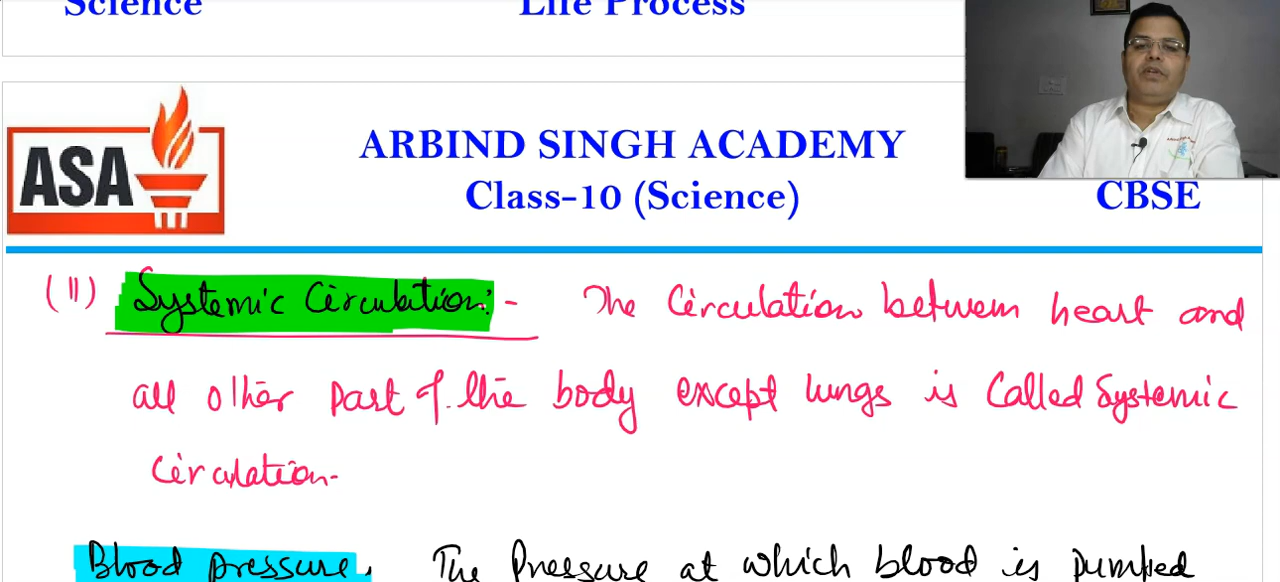 Science Life Process
ASA
ARBIND SINGH ACADEMY
Class-10 (Science)
CBSE
(II) Systemic Circulation:- The Circulation between heart and
all other part of the body except lungs is called Systemic
Circulation.
Blood pressure. The Pressure at which blood is pumped